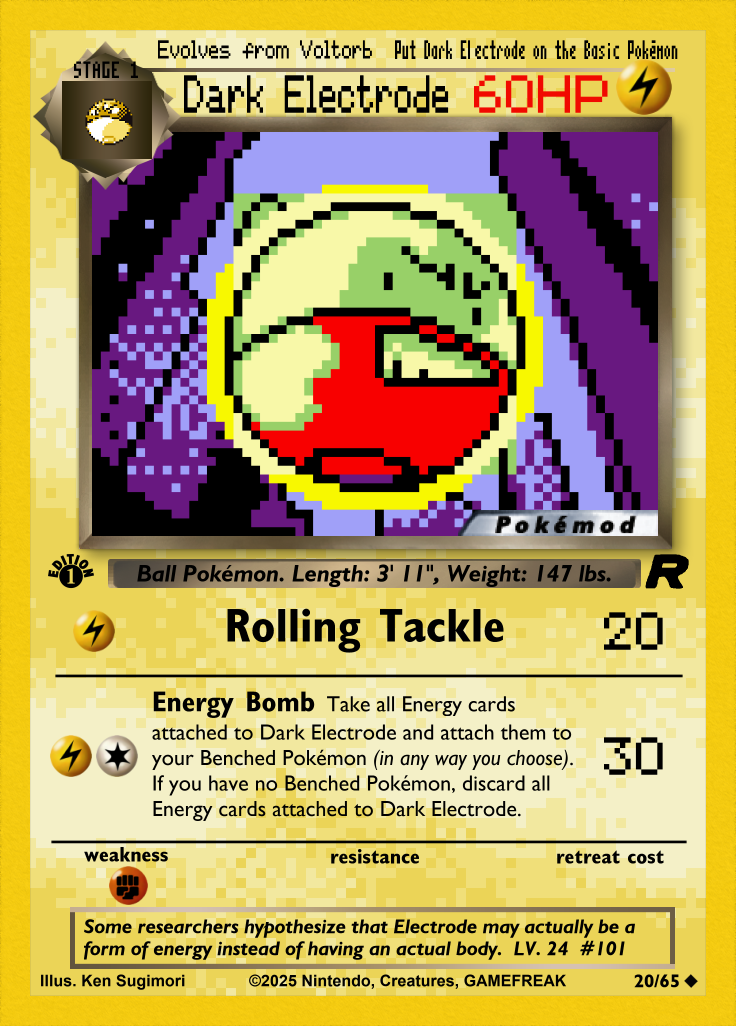 Evolves from Voltorb Put Dark Electrode on the Basic Pokémon
STAGE 1
Dark Electrode 60HP
Pokémod
EDITION 1
Ball Pokémon. Length: 3' 11", Weight: 147 lbs. R
Rolling Tackle 20
Energy Bomb Take all Energy cards
attached to Dark Electrode and attach them to
your Benched Pokémon (in any way you choose).
If you have no Benched Pokémon, discard all
Energy cards attached to Dark Electrode.
30
weakness resistance retreat cost
Some researchers hypothesize that Electrode may actually be a
form of energy instead of having an actual body. LV. 24 #101
Illus. Ken Sugimori ©2025 Nintendo, Creatures, GAMEFREAK 20/65